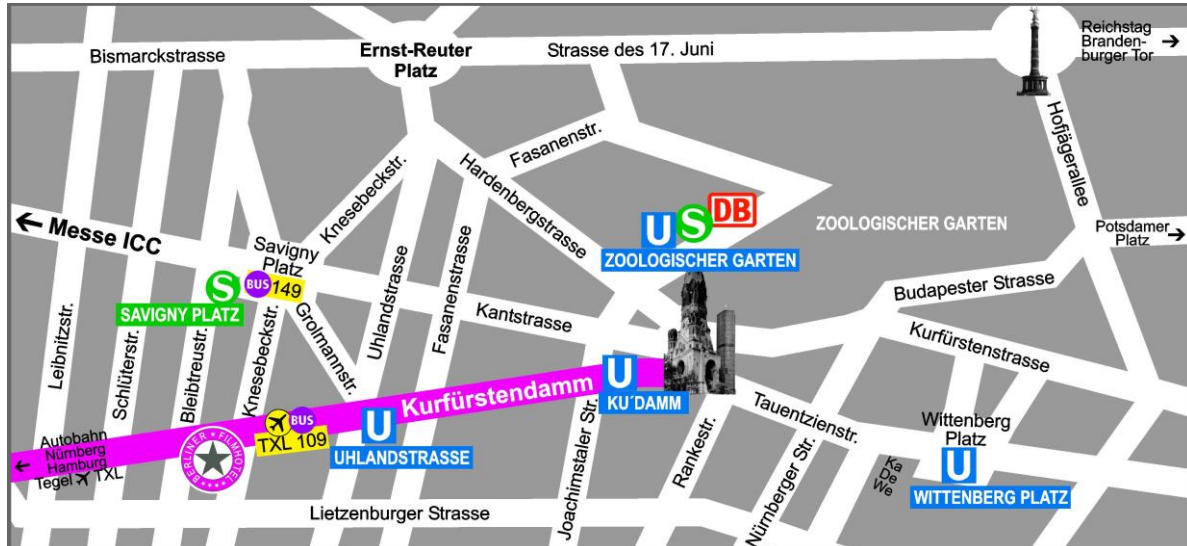 Bismarckstrasse
Ernst-Reuter
Platz
Strasse des 17. Juni
Reichstag
Branden-
burger Tor
Hofjägerallee
Fasanenstr.
Knesebeckstr.
Hardenbergstrasse
U
S
DB
ZOOLOGISCHER GARTEN
ZOOLOGISCHER GARTEN
Potsdamer
Platz
Messe ICC
Savigny
Platz
S
BUS 149
SAVIGNY PLATZ
Budapester Strasse
Leibnitzstr.
Schlüterstr.
Bleibtreustr.
Knesebeckstr.
Grolmannstr.
Uhlandstrasse
Fasanenstrasse
Kantstrasse
Kurfürstenstrasse
Kurfürstendamm
U
KU´DAMM
Tauentzienstr.
Wittenberg
Platz
U
WITTENBERG PLATZ
Ka
De
We
BUS
TXL 109
U
UHLANDSTRASSE
BERLINER FILMHOTEL
Autobahn
Nürnberg
Hamburg
Tegel TXL
Lietzenburger Strasse
Joachimstaler Str.
Rankestr.
Nürnberger Str.